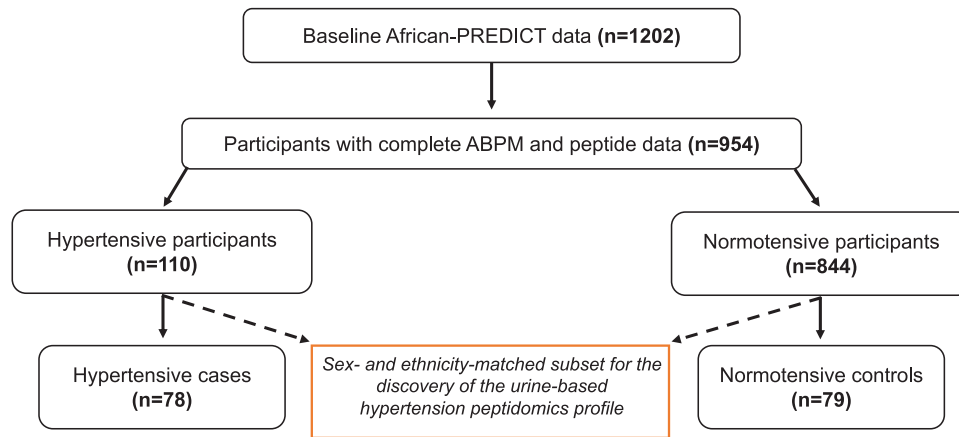 Baseline African-PREDICT data (n=1202)
Participants with complete ABPM and peptide data (n=954)
Hypertensive participants
(n=110)
Normotensive participants
(n=844)
Hypertensive cases
(n=78)
Sex- and ethnicity-matched subset for the
discovery of the urine-based
hypertension peptidomics profile
Normotensive controls
(n=79)